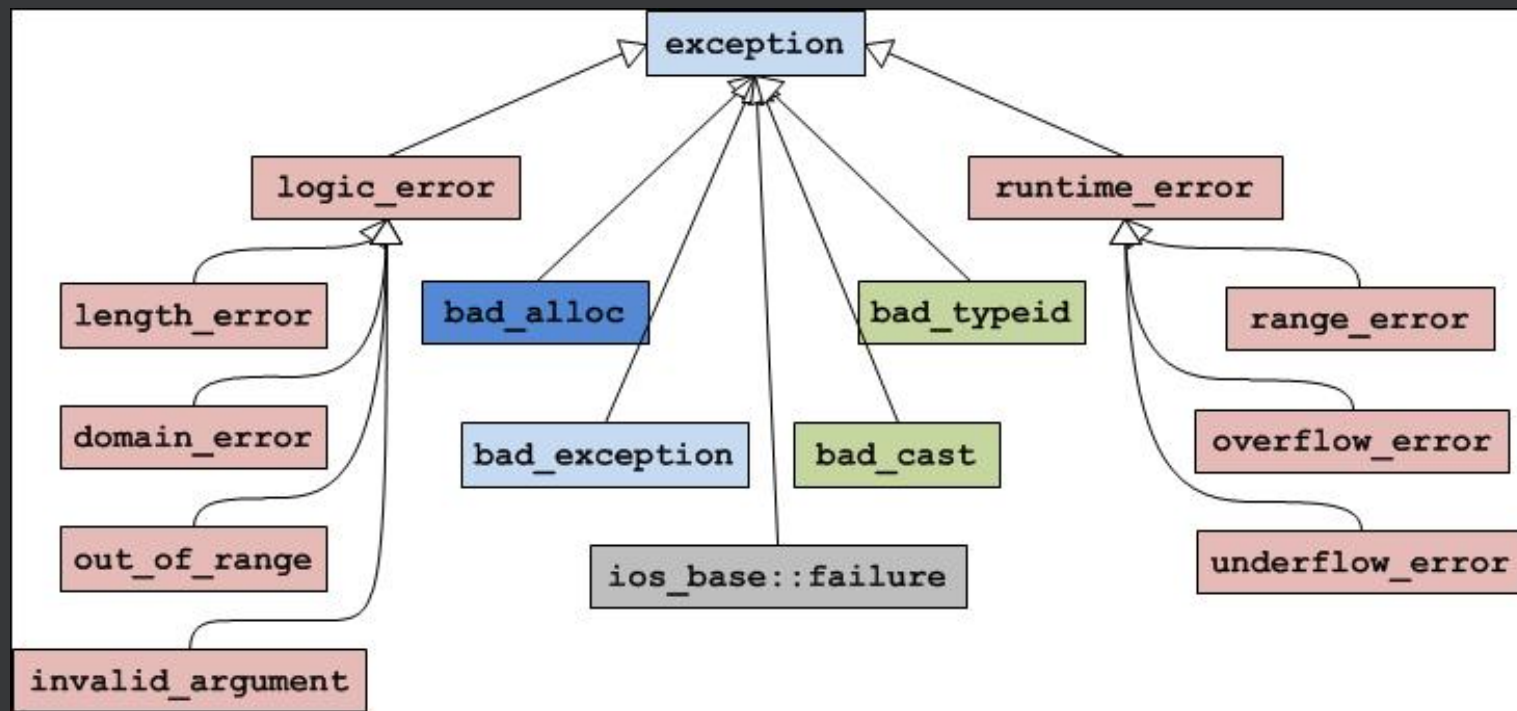 exception
logic_error
runtime_error
length_error
bad_alloc
bad_typeid
range_error
domain_error
bad_exception
bad_cast
overflow_error
out_of_range
ios_base::failure
underflow_error
invalid_argument